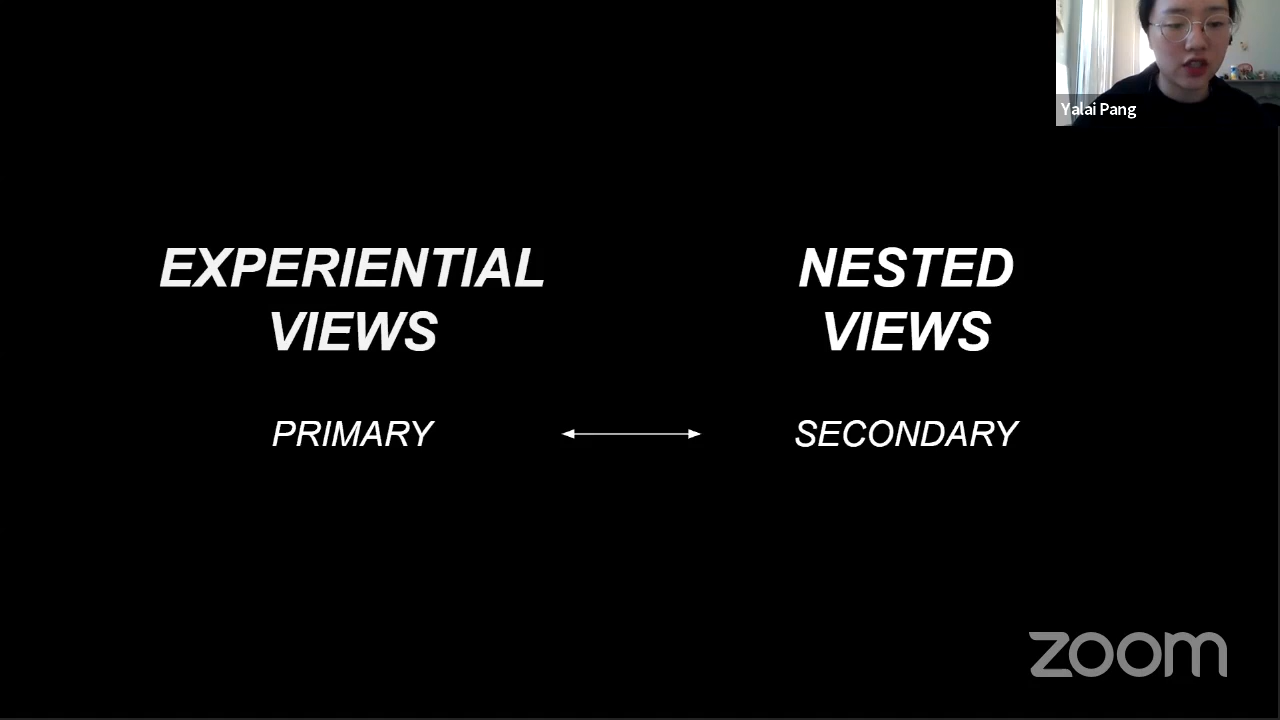 Yalai Pang
EXPERIENTIAL
VIEWS
NESTED
VIEWS
PRIMARY
SECONDARY
zoom